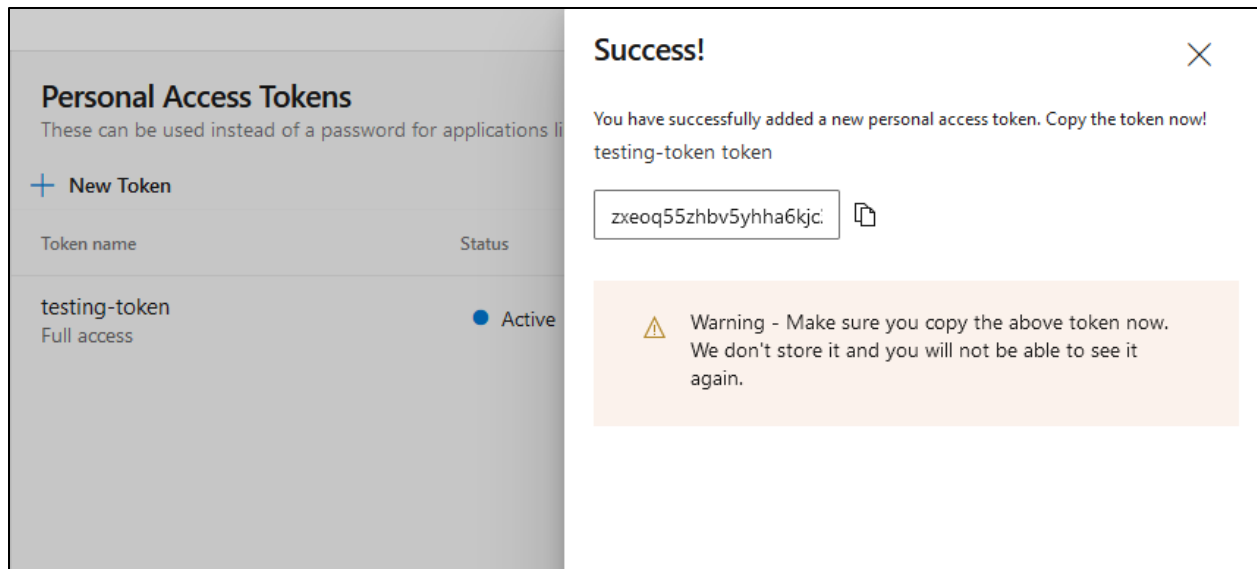 Personal Access Tokens
These can be used instead of a password for applications li
New Token
Token name
Status
testing-token
Full access
Active
Success!
You have successfully added a new personal access token. Copy the token now!
testing-token token
zxeoq55zhbv5yhha6kjc
Warning - Make sure you copy the above token now.
We don't store it and you will not be able to see it
again.